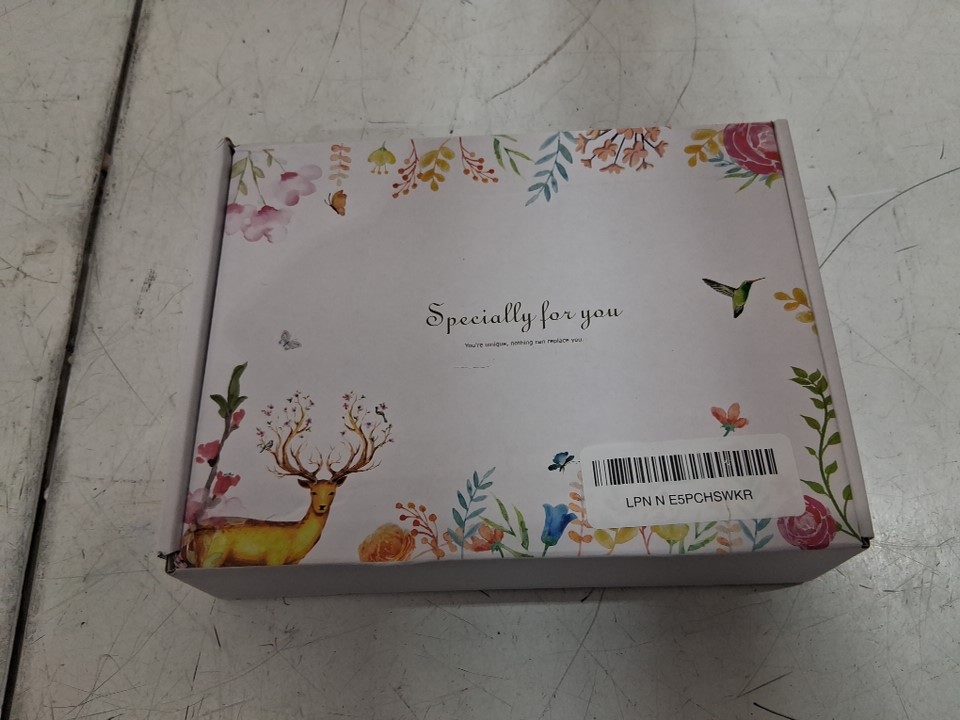 Specially for you
You're unique, nothing can replace you.
LPN N E5PCHSWKR